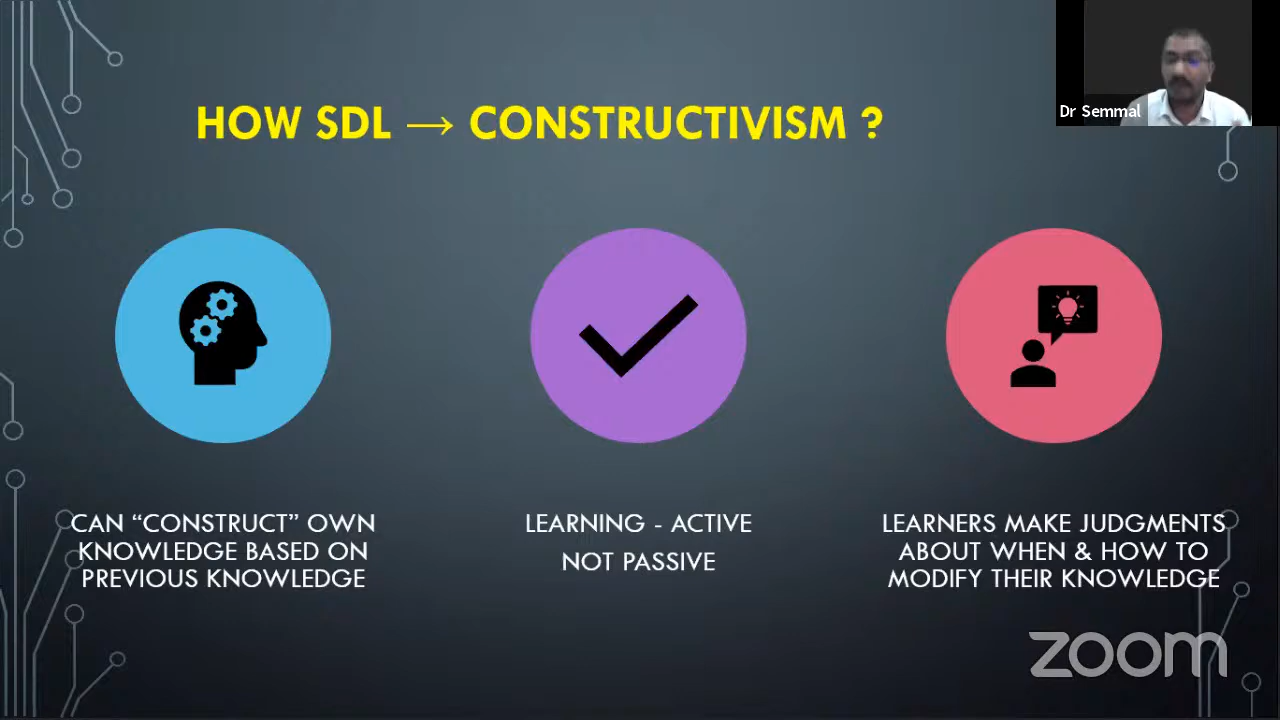 HOW SDL → CONSTRUCTIVISM ?
Dr Semmal
CAN “CONSTRUCT” OWN
KNOWLEDGE BASED ON
PREVIOUS KNOWLEDGE
LEARNING - ACTIVE
NOT PASSIVE
LEARNERS MAKE JUDGMENTS
ABOUT WHEN & HOW TO
MODIFY THEIR KNOWLEDGE
zoom